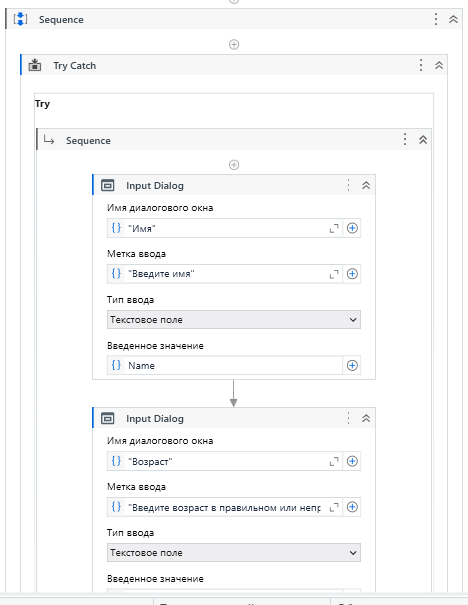 Sequence
Try Catch
Try
Sequence
Input Dialog
Имя диалогового окна
"Имя"
Метка ввода
"Введите имя"
Тип ввода
Текстовое поле
Введенное значение
Name
Input Dialog
Имя диалогового окна
"Возраст"
Метка ввода
"Введите возраст в правильном или непр
Тип ввода
Текстовое поле
Введенное значение